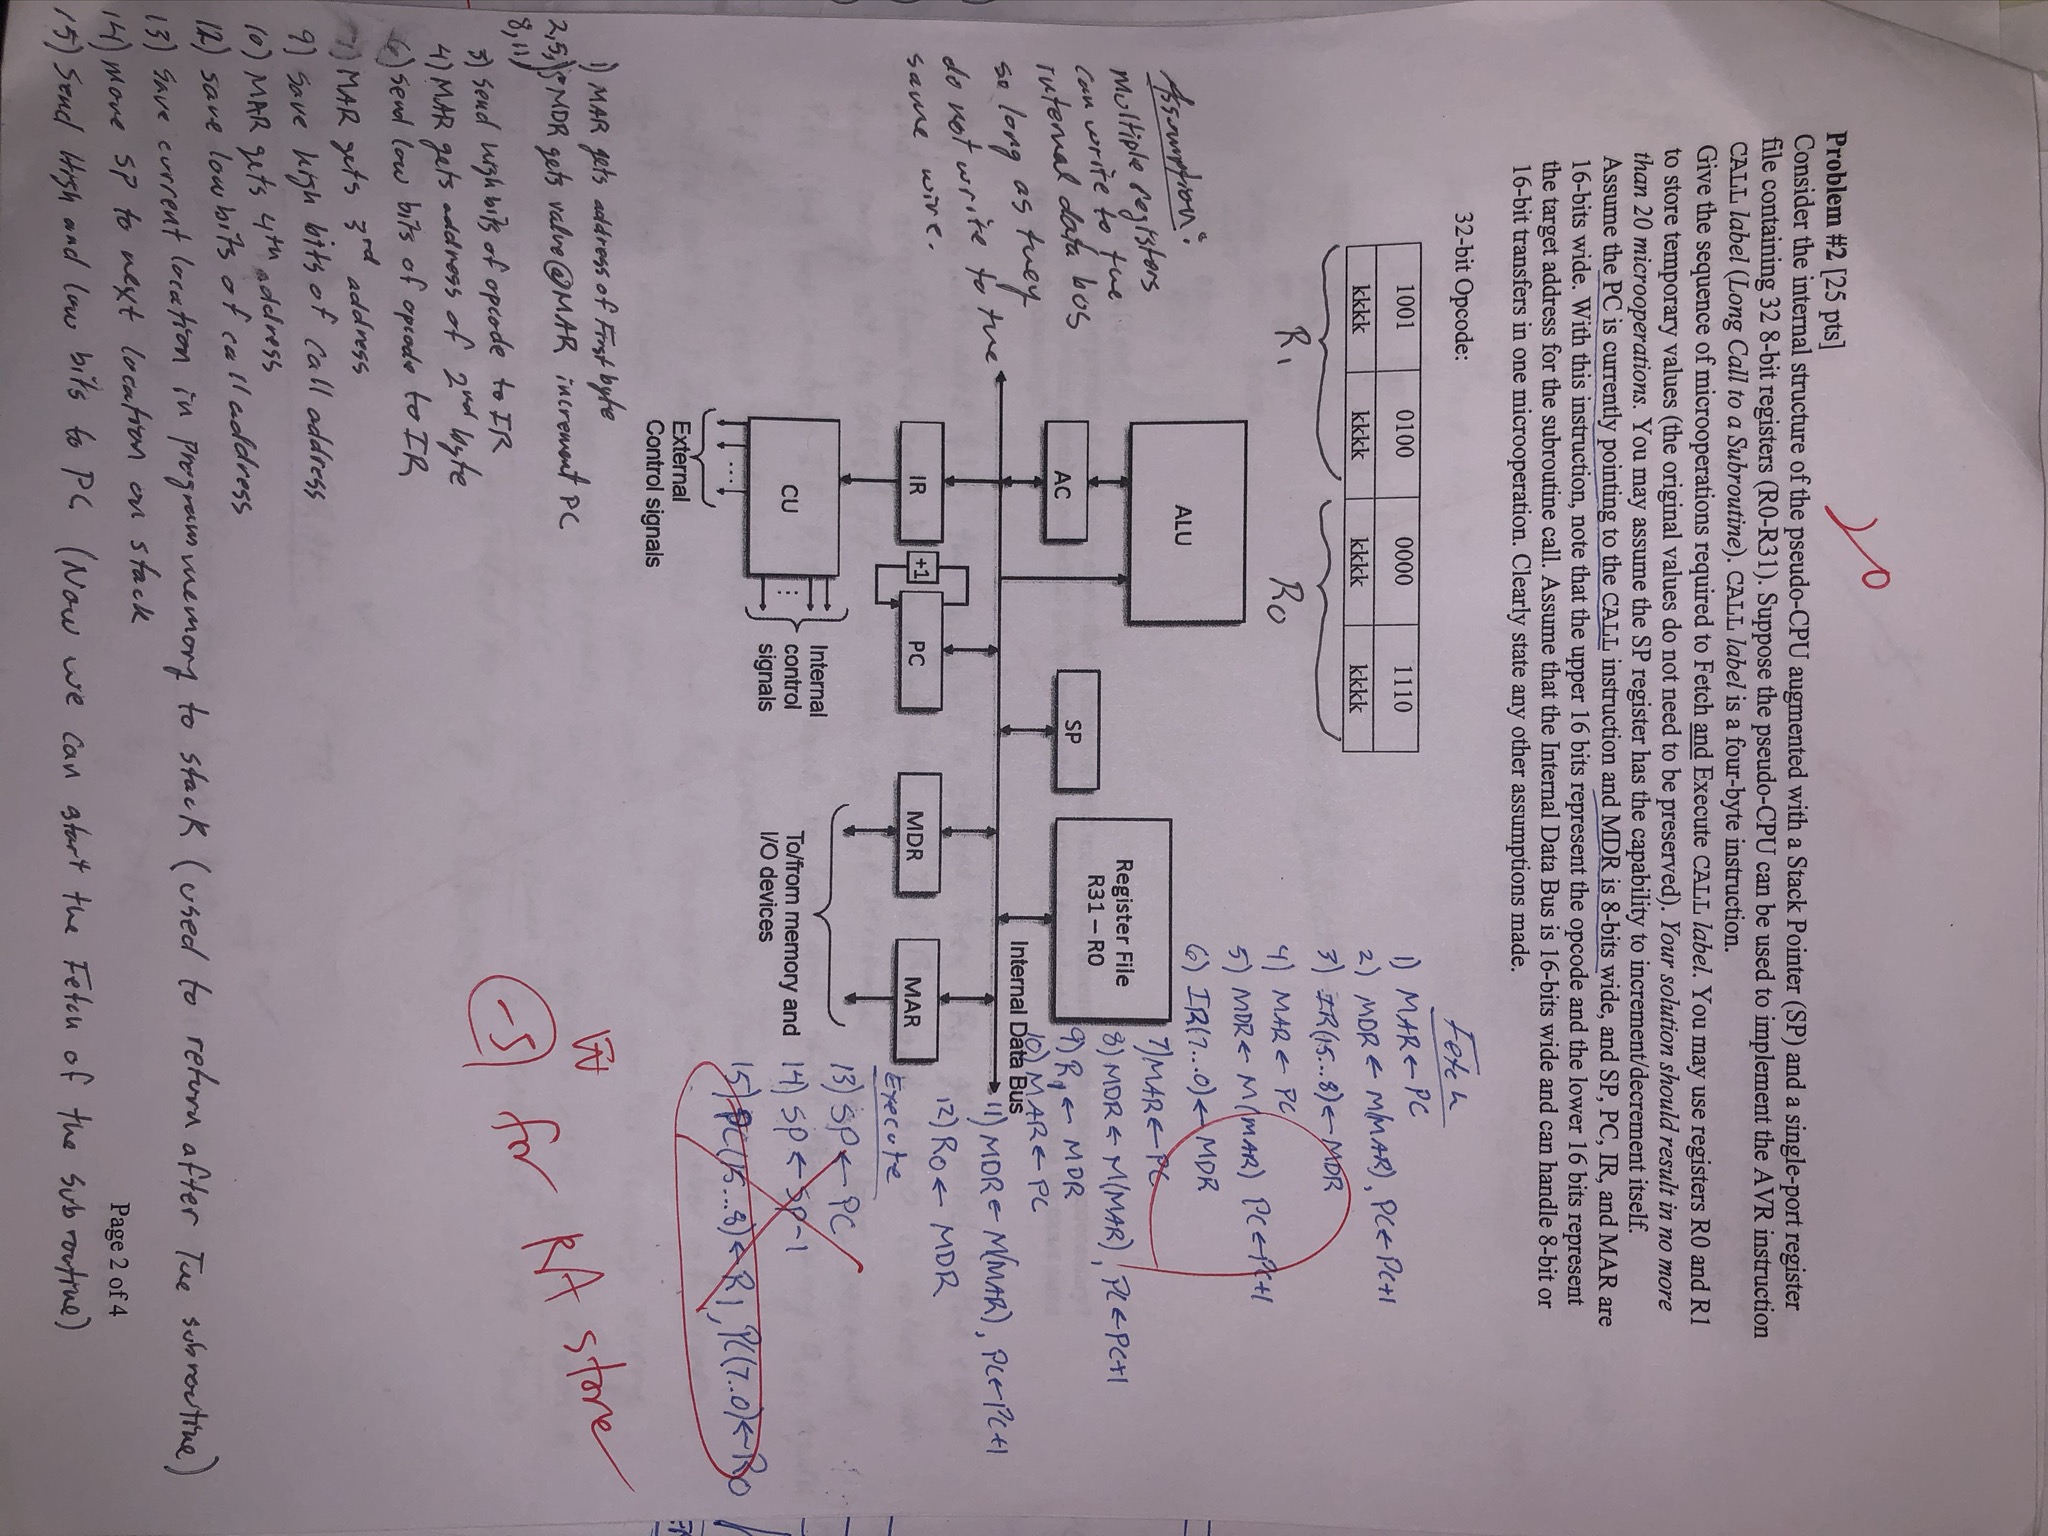 20
Problem #2 [25 pts]
Consider the internal structure of the pseudo-CPU augmented with a Stack Pointer (SP) and a single-port register
file containing 32 8-bit registers (R0-R31). Suppose the pseudo-CPU can be used to implement the AVR instruction
CALL label (Long Call to a Subroutine). CALL label is a four-byte instruction.
Give the sequence of microoperations required to Fetch and Execute CALL label. You may use registers R0 and R1
to store temporary values (the original values do not need to be preserved). Your solution should result in no more
than 20 microoperations. You may assume the SP register has the capability to increment/decrement itself.
Assume the PC is currently pointing to the CALL instruction and MDR is 8-bits wide, and SP, PC, IR, and MAR are
16-bits wide. With this instruction, note that the upper 16 bits represent the opcode and the lower 16 bits represent
the target address for the subroutine call. Assume that the Internal Data Bus is 16-bits wide and can handle 8-bit or
16-bit transfers in one microoperation. Clearly state any other assumptions made.
32-bit Opcode:
1001 0100 0000 1110
kkkk kkkk kkkk kkkk
R1 R0
Assumption:
Multiple registers
can write to the
internal data bus
so long as they
do not write to the
same wire.
ALU
AC
SP
Register File
R31 – R0
Internal Data Bus
IR
+1
PC
MDR
MAR
CU
Internal
control
signals
To/from memory and
I/O devices
External
Control signals
Fetch
1) MAR ← PC
2) MDR ← M(MAR), PC ← PC+1
3) IR(15...8) ← MDR
4) MAR ← PC
5) MDR ← M(MAR) PC ← PC+1
6) IR(7...0) ← MDR
7) MAR ← PC
8) MDR ← M(MAR), PC ← PC+1
9) R1 ← MDR
10) MAR ← PC
11) MDR ← M(MAR), PC ← PC+1
12) R0 ← MDR
Execute
13) SP ← PC
14) SP ← SP-1
15) PC(15...8) ← R1, PC(7..0) ← R0
-5 for RA store
1) MAR gets address of First byte
2,5, 8,11) MDR gets value @ MAR increment PC
3) Send high bits of opcode to IR
4) MAR gets address of 2nd byte
6) Send low bits of opcode to IR
7) MAR gets 3rd address
9) Save high bits of call address
10) MAR gets 4th address
12) save low bits of call address
13) Save current location in program memory to stack (used to return after The subroutine)
14) Move SP to next location on stack
15) Send High and low bits to PC (Now we can start the Fetch of the subroutine)
Page 2 of 4